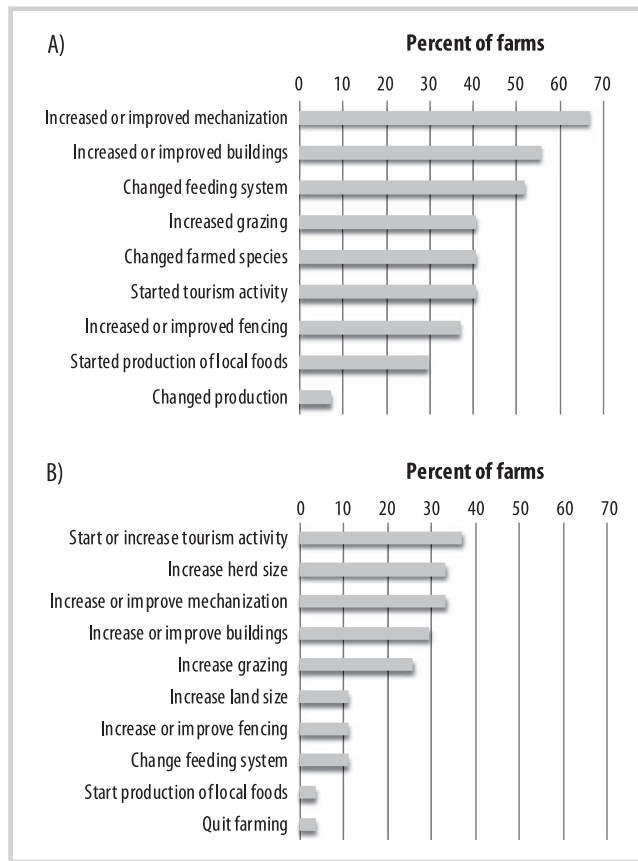 A)
Percent of farms
0 10 20 30 40 50 60 70
Increased or improved mechanization
Increased or improved buildings
Changed feeding system
Increased grazing
Changed farmed species
Started tourism activity
Increased or improved fencing
Started production of local foods
Changed production
B)
Percent of farms
0 10 20 30 40 50 60 70
Start or increase tourism activity
Increase herd size
Increase or improve mechanization
Increase or improve buildings
Increase grazing
Increase land size
Increase or improve fencing
Change feeding system
Start production of local foods
Quit farming